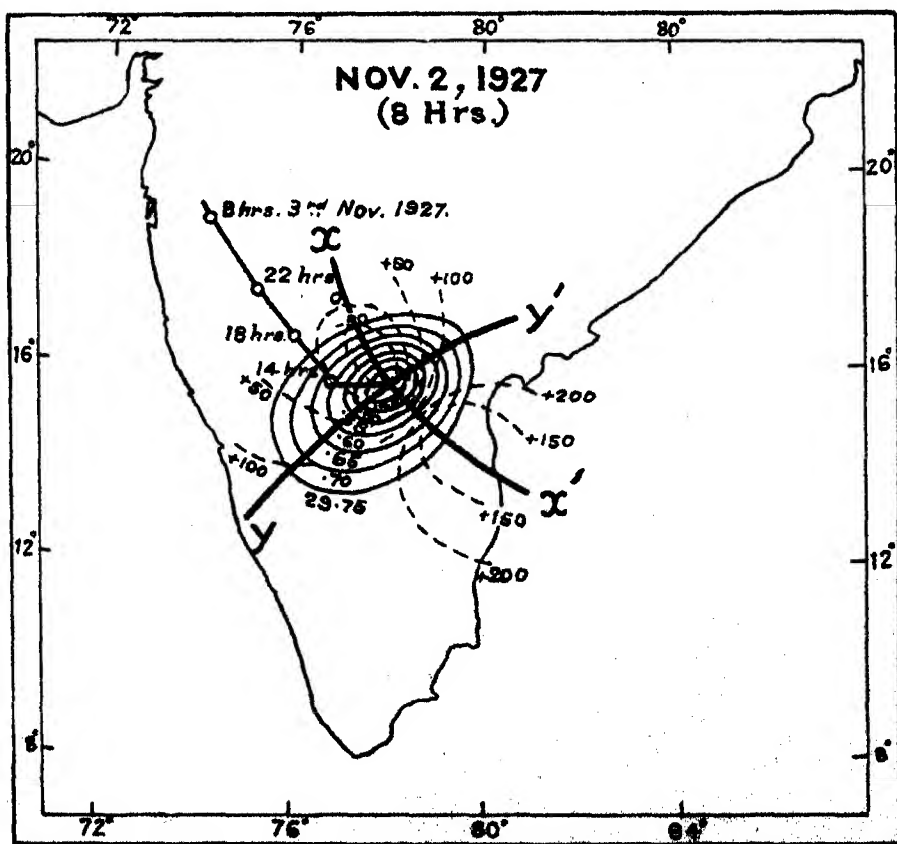 72° 76° 80° 80°
NOV. 2, 1927
(8 Hrs.)
20° 20°
8 hrs. 3rd Nov. 1927.
x
22 hrs
+80 +100
y'
18 hrs.
16° 14 hrs 16°
+50 +200
.60 +150
.65
+100 .70
29.75 x'
y +150
12° 12°
+200
8° 8°
72° 76° 80° 84°